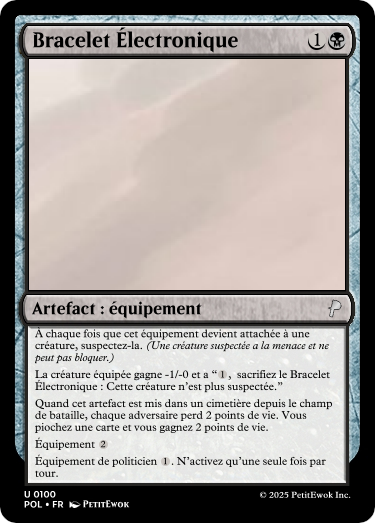 Bracelet Électronique 1
Artefact : équipement
À chaque fois que cet équipement devient attachée à une
créature, suspectez-la. (Une créature suspectée a la menace et ne
peut pas bloquer.)
La créature équipée gagne -1/-0 et a “ 1 , sacrifiez le Bracelet
Électronique : Cette créature n’est plus suspectée.”
Quand cet artefact est mis dans un cimetière depuis le champ
de bataille, chaque adversaire perd 2 points de vie. Vous
piochez une carte et vous gagnez 2 points de vie.
Équipement 2
Équipement de politicien 1 . N’activez qu’une seule fois par
tour.
U 0100
POL • FR PetitEwok
© 2025 PetitEwok Inc.